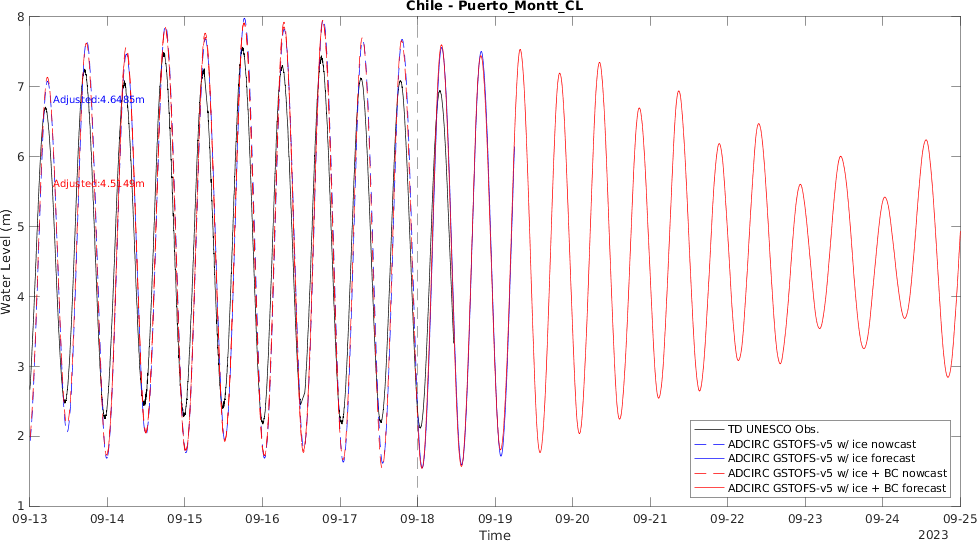 Chile - Puerto_Montt_CL
8
7
6
5
4
3
2
1
Water Level (m)
Adjusted:4.6485m
Adjusted:4.5149m
TD UNESCO Obs.
ADCIRC GSTOFS-v5 w/ ice nowcast
ADCIRC GSTOFS-v5 w/ ice forecast
ADCIRC GSTOFS-v5 w/ ice + BC nowcast
ADCIRC GSTOFS-v5 w/ ice + BC forecast
09-13 09-14 09-15 09-16 09-17 09-18 09-19 09-20 09-21 09-22 09-23 09-24 09-25
Time
2023